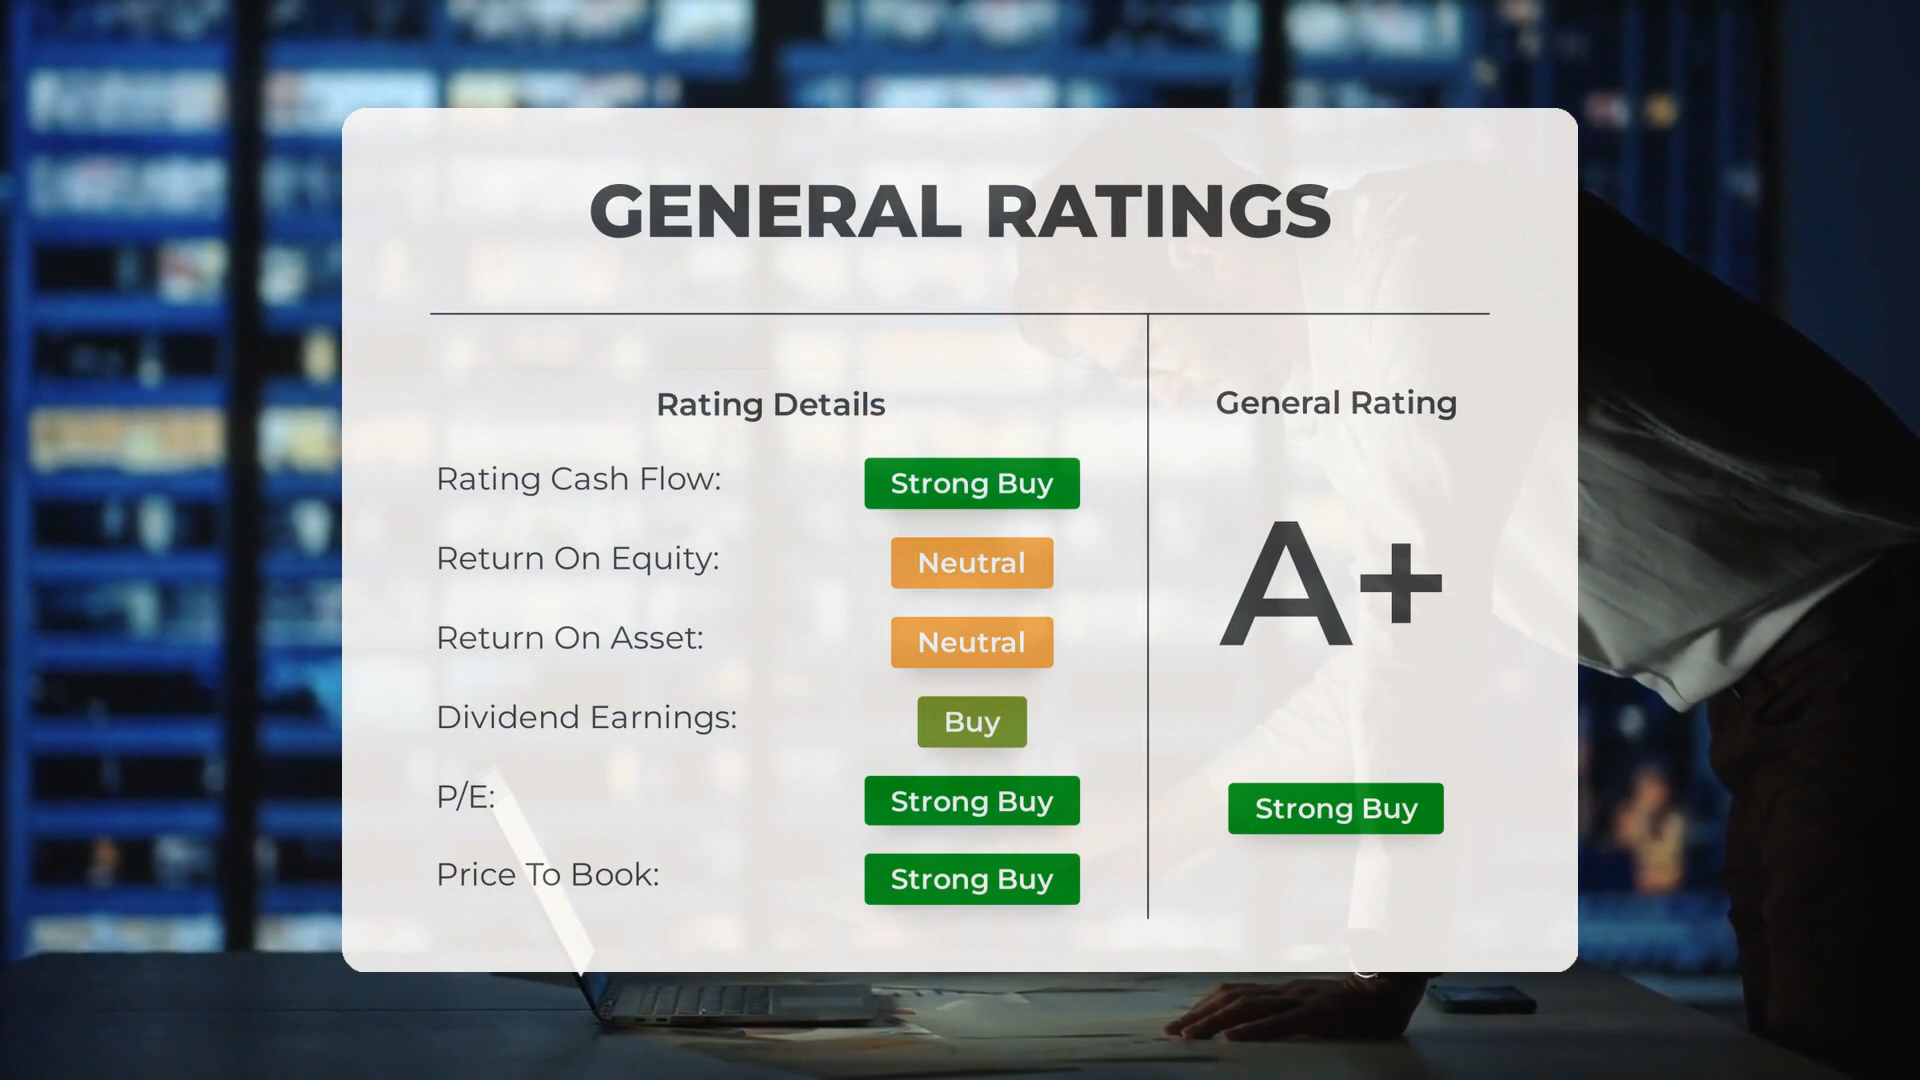 GENERAL RATINGS
Rating Details
Rating Cash Flow: Strong Buy
Return On Equity: Neutral
Return On Asset: Neutral
Dividend Earnings: Buy
P/E: Strong Buy
Price To Book: Strong Buy
General Rating
A+
Strong Buy